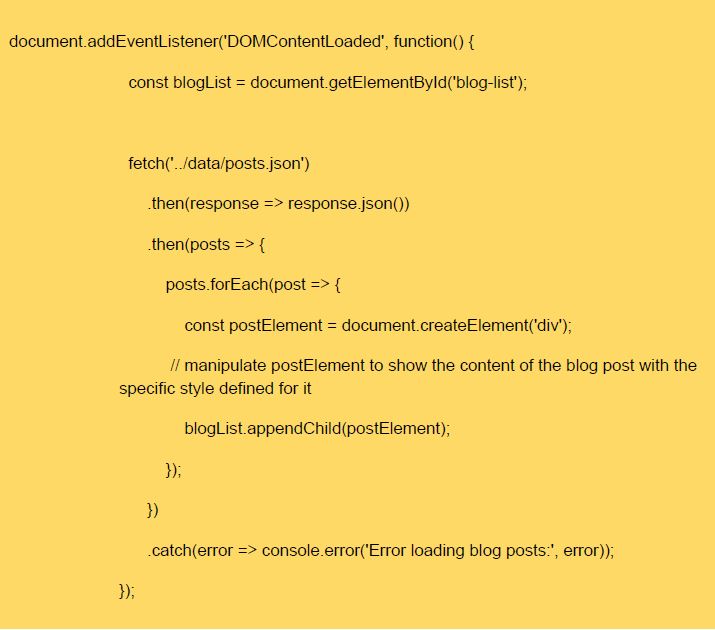 document.addEventListener('DOMContentLoaded', function() {
const blogList = document.getElementById('blog-list');
fetch('../data/posts.json')
.then(response => response.json())
.then(posts => {
posts.forEach(post => {
const postElement = document.createElement('div');
// manipulate postElement to show the content of the blog post with the
specific style defined for it
blogList.appendChild(postElement);
});
})
.catch(error => console.error('Error loading blog posts:', error));
});